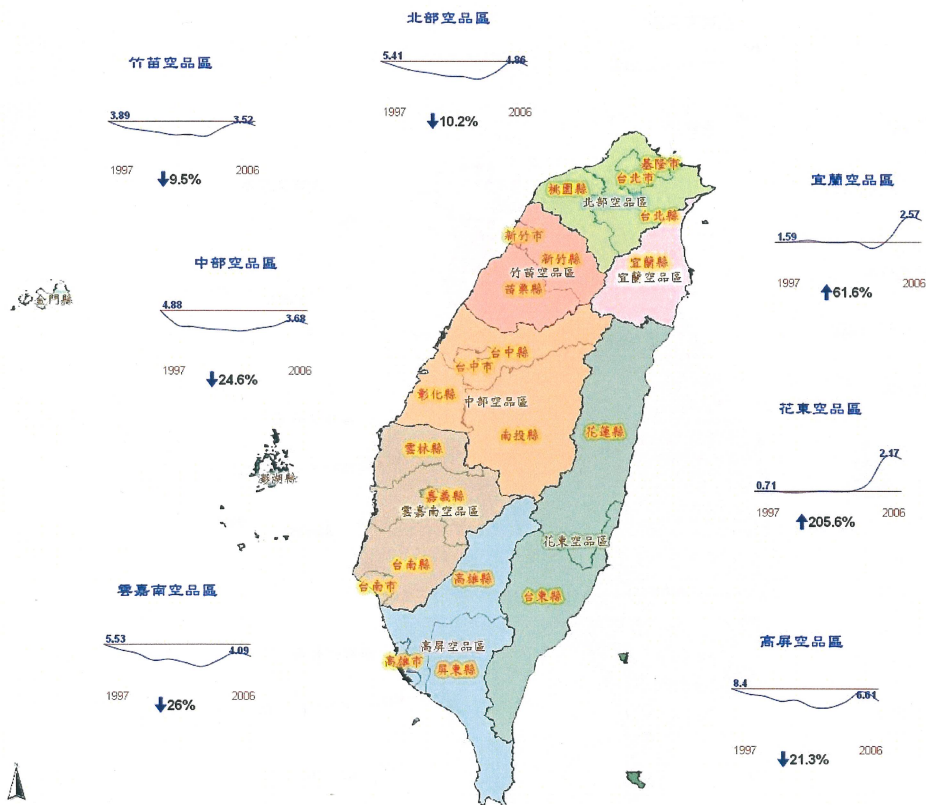 北部空品區
5.41
4.86
1997
2006
10.2%
竹苗空品區
3.89
3.52
1997
2006
9.5%
中部空品區
4.88
3.68
1997
2006
24.6%
雲嘉南空品區
5.53
4.09
1997
2006
26%
宜蘭空品區
1.59
2.57
1997
2006
61.6%
花東空品區
0.71
2.17
1997
2006
205.6%
高屏空品區
8.4
6.61
1997
2006
21.3%
基隆市
台北市
桃園縣
北部空品區
台北縣
新竹市
新竹縣
竹苗空品區
苗栗縣
宜蘭縣
宜蘭空品區
金門縣
台中縣
台中市
彰化縣
中部空品區
南投縣
花蓮縣
雲林縣
澎湖縣
嘉義縣
雲嘉南空品區
花東空品區
台南縣
台南市
高雄縣
台東縣
高屏空品區
高雄市
屏東縣